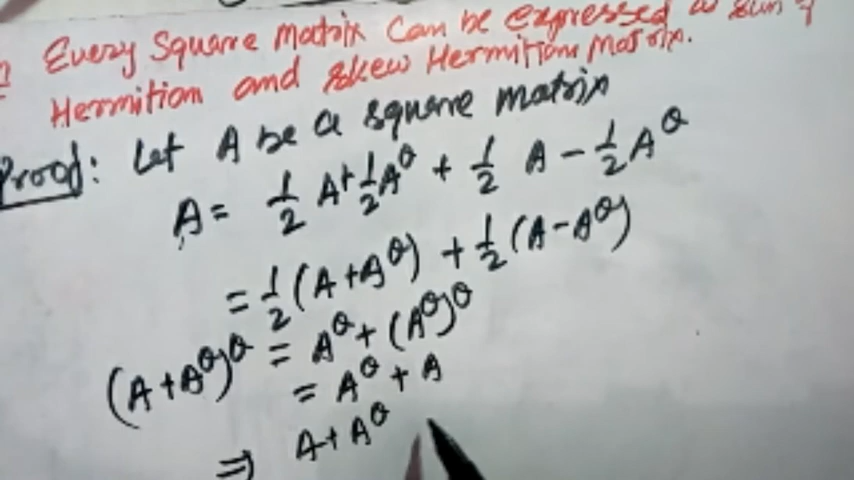 Every Square Matrix Can be expressed as sum of
Hermition and skew Hermition Matrix.
Proof: Let A be a square matrix
A = 1/2 A + 1/2 A^θ + 1/2 A - 1/2 A^θ
= 1/2 (A + A^θ) + 1/2 (A - A^θ)
(A + A^θ)^θ = A^θ + (A^θ)^θ
= A^θ + A
⇒ A + A^θ